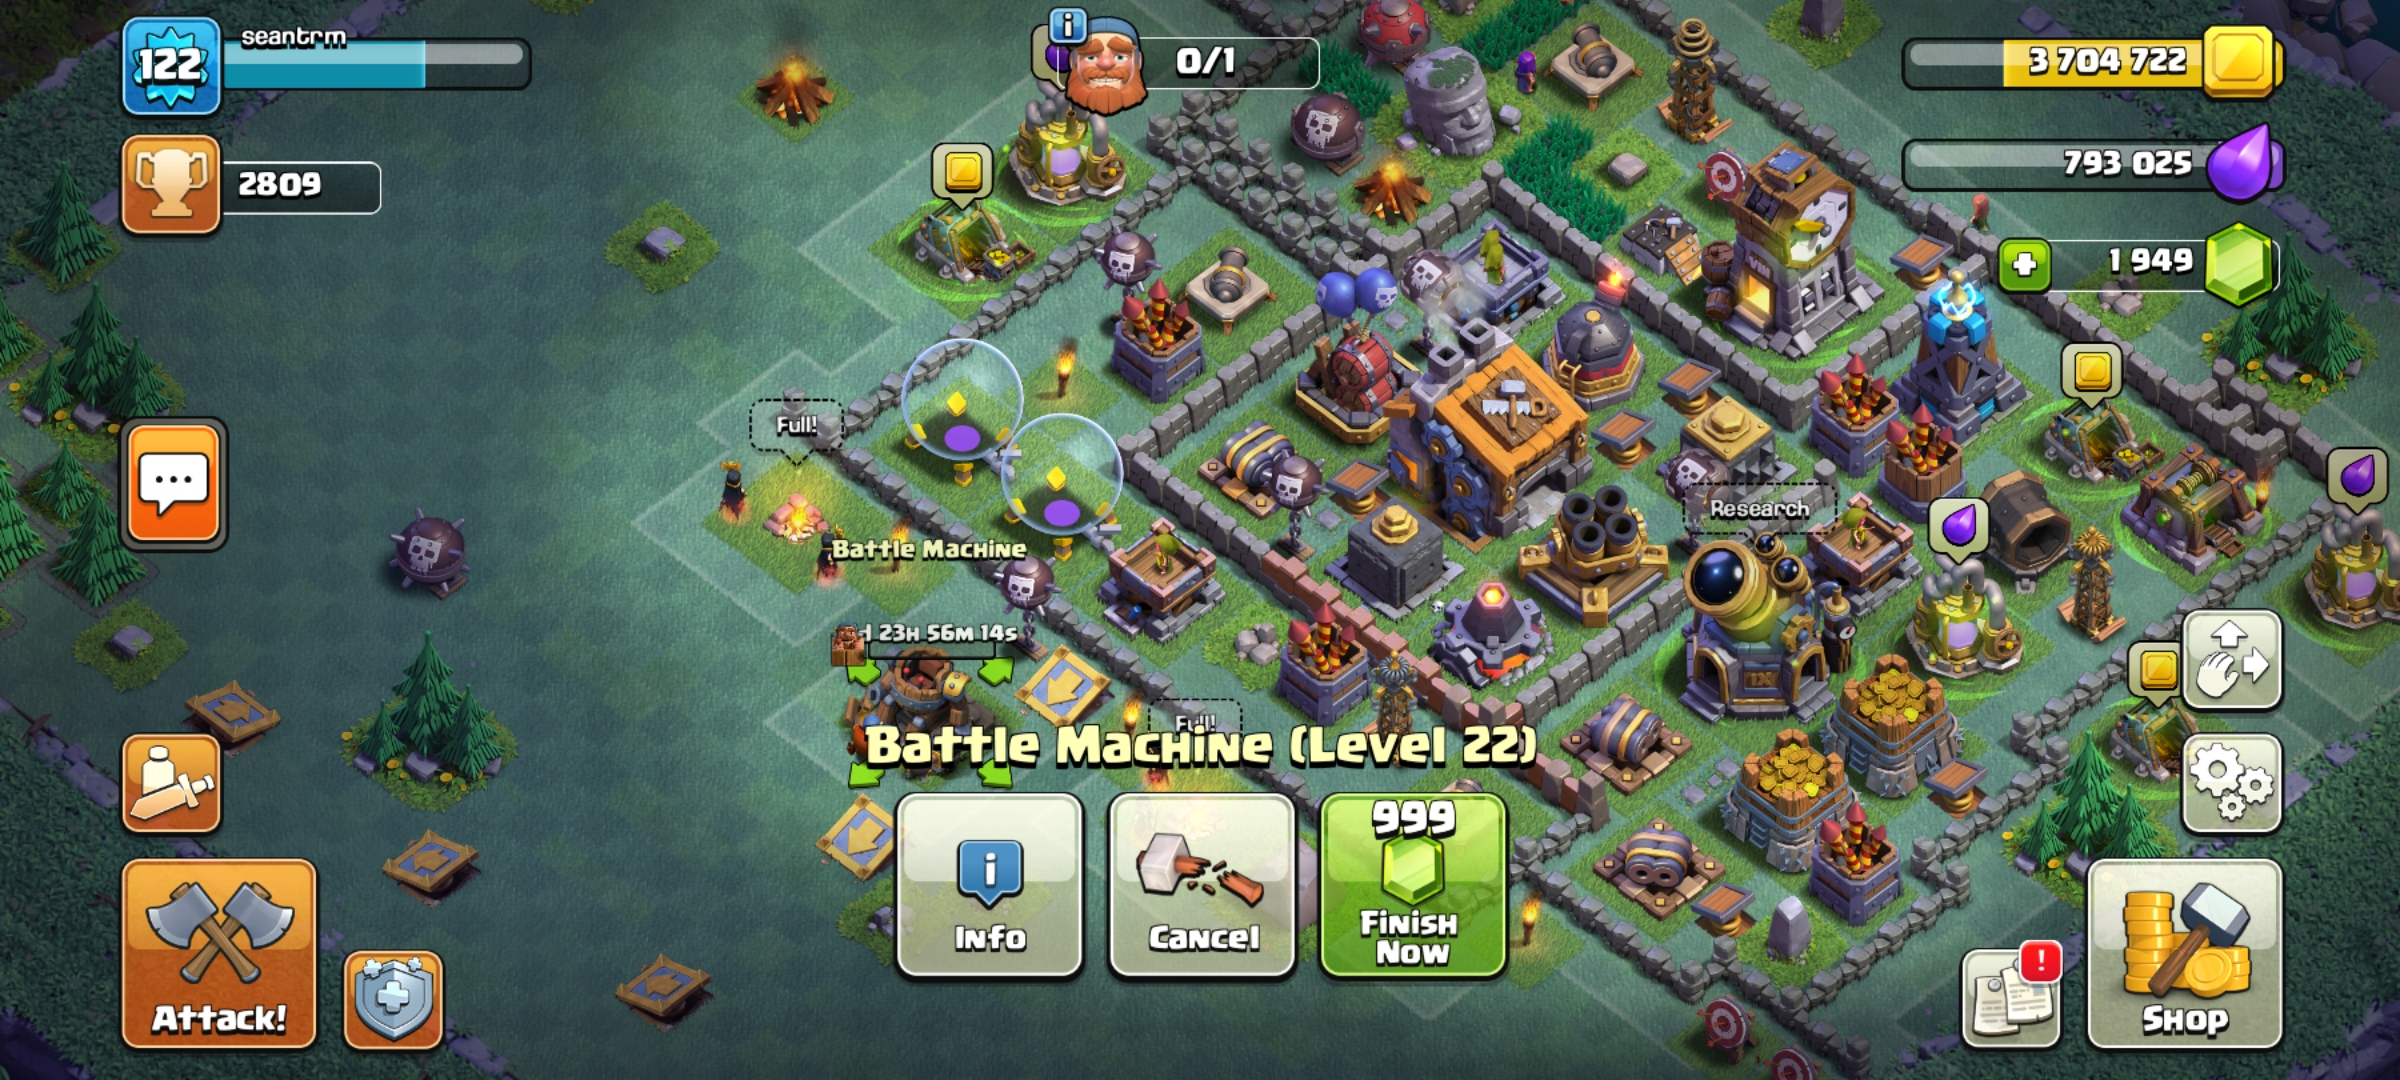 seantrm
122
0/1
3 704 722
2809
793 025
1 949
Full!
Research
Battle Machine
1 23H 56M 14s
Full!
Battle Machine (Level 22)
999
Info
Cancel
Finish
Now
Attack!
!
Shop